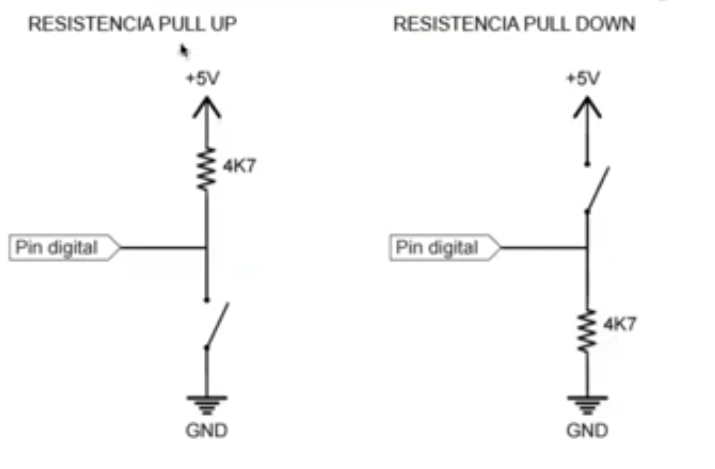 RESISTENCIA PULL UP
+5V
4K7
Pin digital
GND
RESISTENCIA PULL DOWN
+5V
Pin digital
4K7
GND